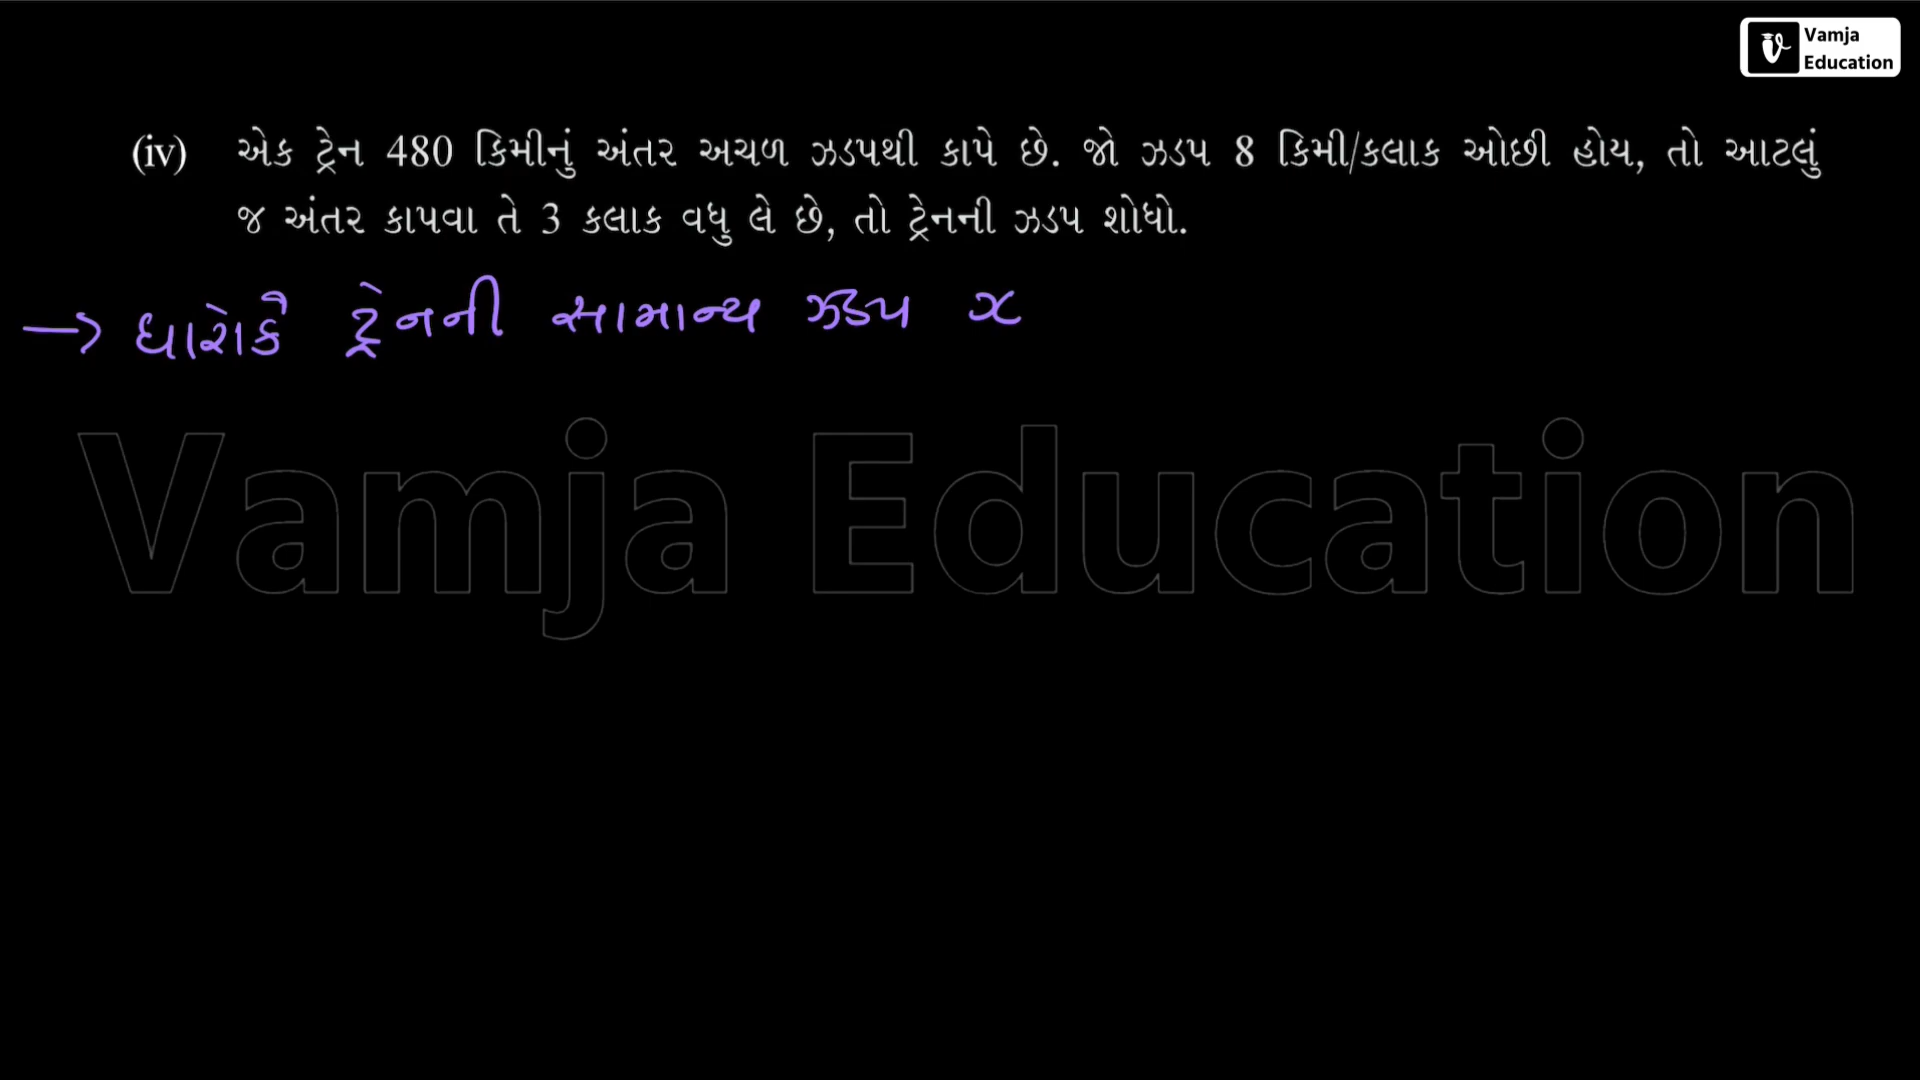 Vamja
Education
(iv) એક ટ્રેન 480 કિમીનું અંતર અચળ ઝડપથી કાપે છે. જો ઝડપ 8 કિમી/કલાક ઓછી હોય, તો આટલું
જ અંતર કાપવા તે 3 કલાક વધુ લે છે, તો ટ્રેનની ઝડપ શોધો.
→ ધારોકે ટ્રેનની સામાન્ય ઝડપ x
Vamja Education